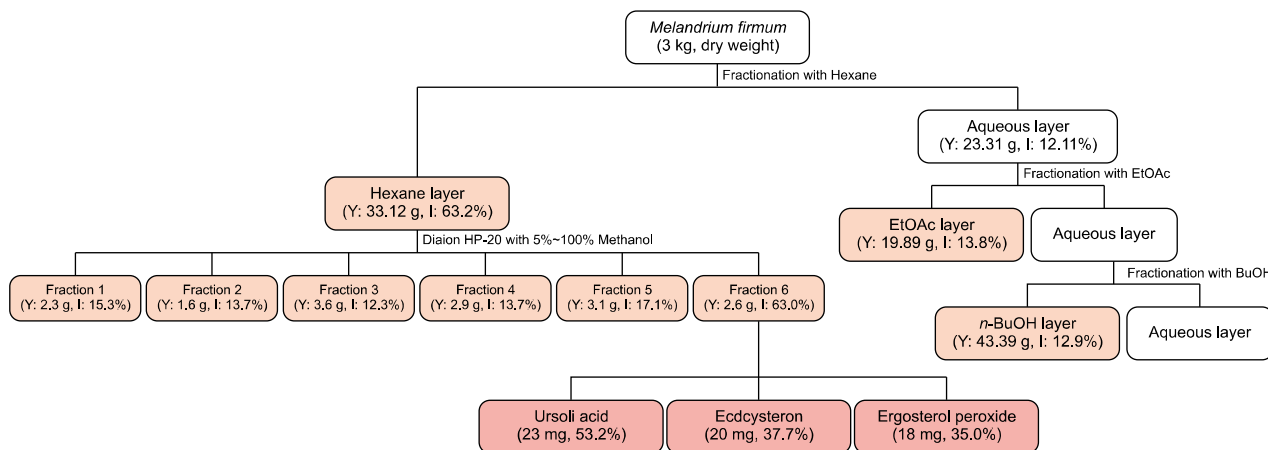 Melandrium firmum
(3 kg, dry weight)
Fractionation with Hexane
Aqueous layer
(Y: 23.31 g, I: 12.11%)
Fractionation with EtOAc
Hexane layer
(Y: 33.12 g, I: 63.2%)
EtOAc layer
(Y: 19.89 g, I: 13.8%)
Aqueous layer
Diaion HP-20 with 5%~100% Methanol
Fractionation with BuOH
Fraction 1
(Y: 2.3 g, I: 15.3%)
Fraction 2
(Y: 1.6 g, I: 13.7%)
Fraction 3
(Y: 3.6 g, I: 12.3%)
Fraction 4
(Y: 2.9 g, I: 13.7%)
Fraction 5
(Y: 3.1 g, I: 17.1%)
Fraction 6
(Y: 2.6 g, I: 63.0%)
n-BuOH layer
(Y: 43.39 g, I: 12.9%)
Aqueous layer
Ursoli acid
(23 mg, 53.2%)
Ecdcysteron
(20 mg, 37.7%)
Ergosterol peroxide
(18 mg, 35.0%)